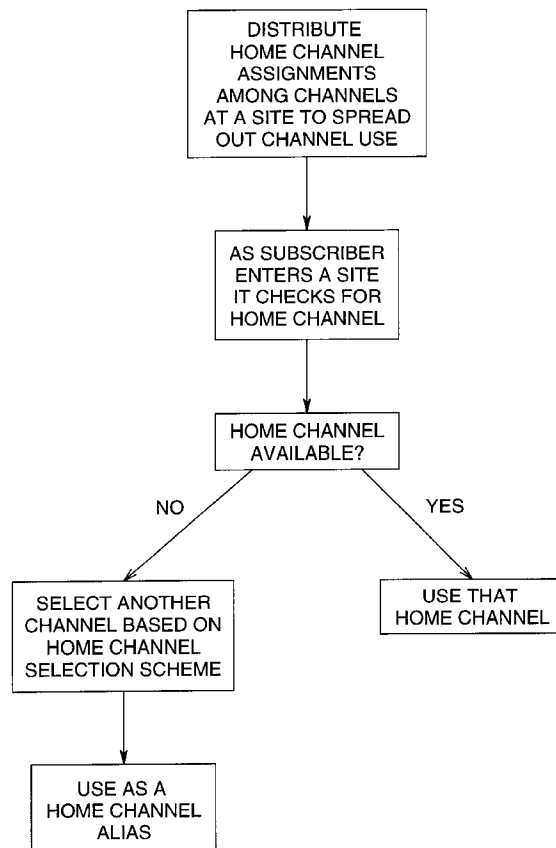 DISTRIBUTE
HOME CHANNEL
ASSIGNMENTS
AMONG CHANNELS
AT A SITE TO SPREAD
OUT CHANNEL USE
AS SUBSCRIBER
ENTERS A SITE
IT CHECKS FOR
HOME CHANNEL
HOME CHANNEL
AVAILABLE?
NO
YES
SELECT ANOTHER
CHANNEL BASED ON
HOME CHANNEL
SELECTION SCHEME
USE THAT
HOME CHANNEL
USE AS A
HOME CHANNEL
ALIAS